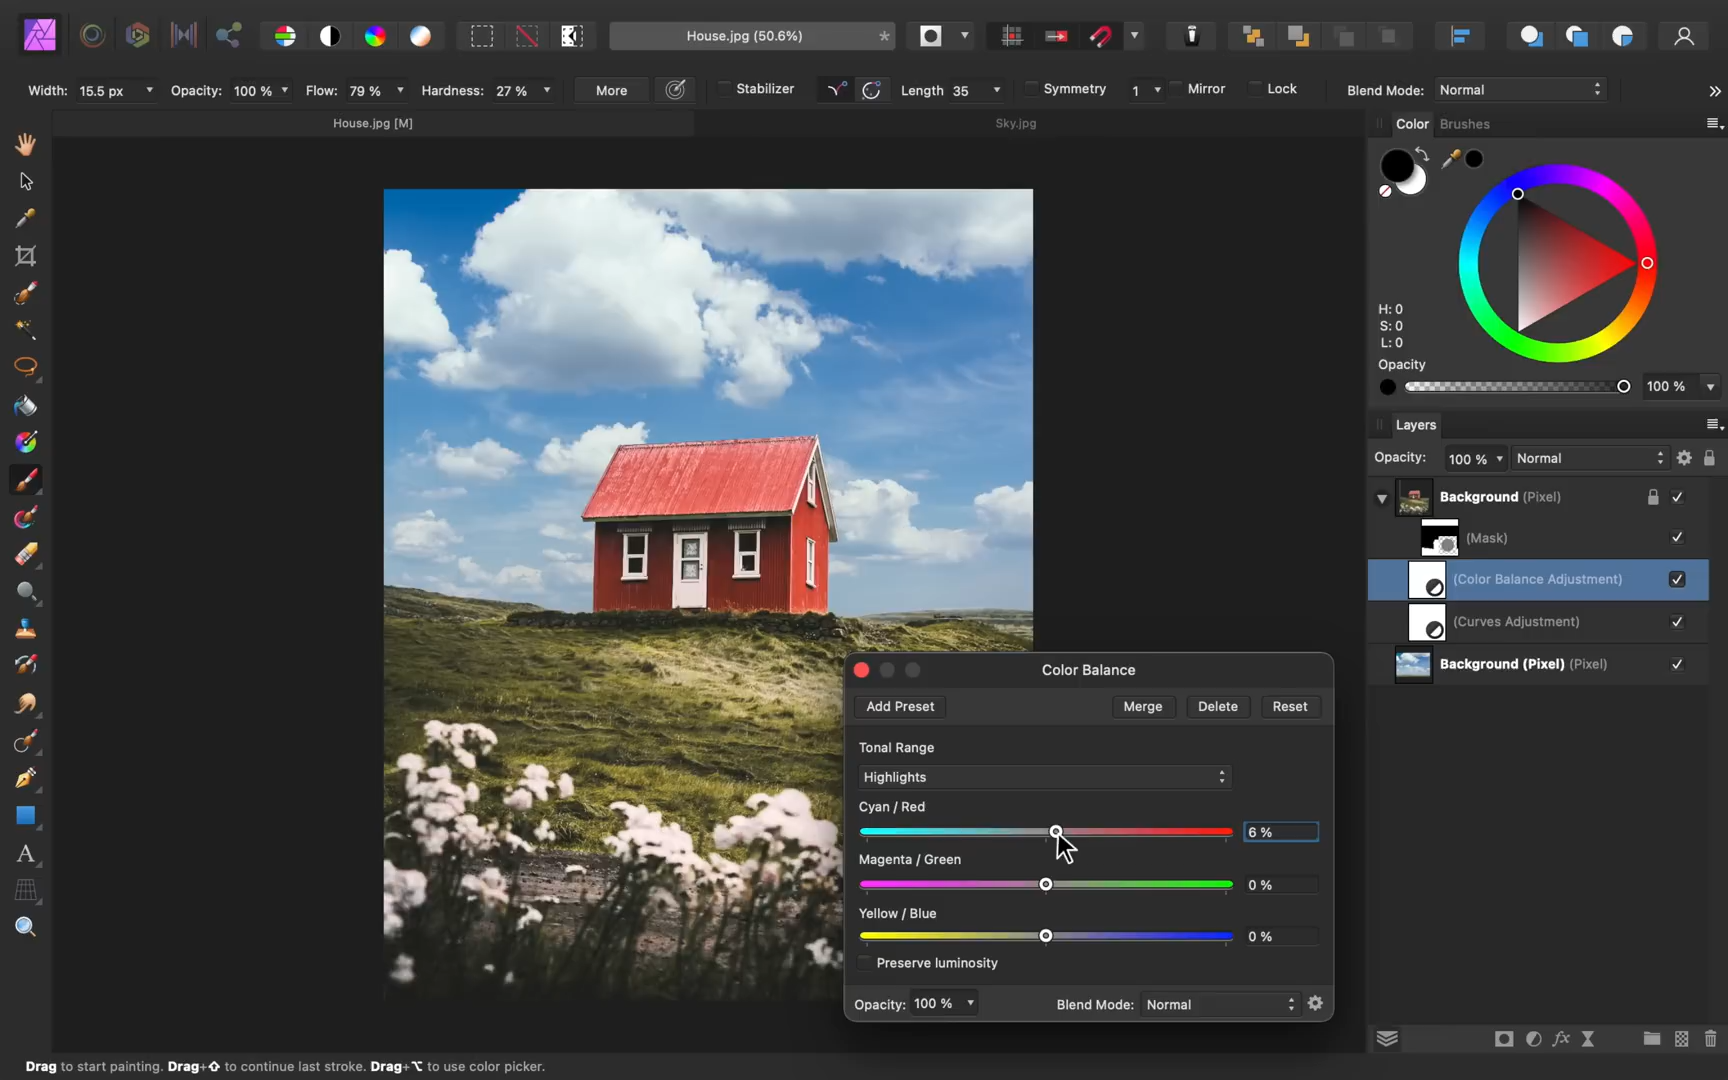 House.jpg (50.6%) *
Width: 15.5 px Opacity: 100 % Flow: 79 % Hardness: 27 % More Stabilizer Length 35 Symmetry 1 Mirror Lock Blend Mode: Normal »
House.jpg [M] Sky.jpg
Color Brushes
H: 0
S: 0
L: 0
Opacity
100 %
Layers
Opacity: 100 % Normal
Background (Pixel)
(Mask)
(Color Balance Adjustment)
(Curves Adjustment)
Background (Pixel) (Pixel)
Color Balance
Add Preset Merge Delete Reset
Tonal Range
Highlights
Cyan / Red
6 %
Magenta / Green
0 %
Yellow / Blue
0 %
Preserve luminosity
Opacity: 100 % Blend Mode: Normal
A
fx
Drag to start painting. Drag+⇧ to continue last stroke. Drag+⌥ to use color picker.